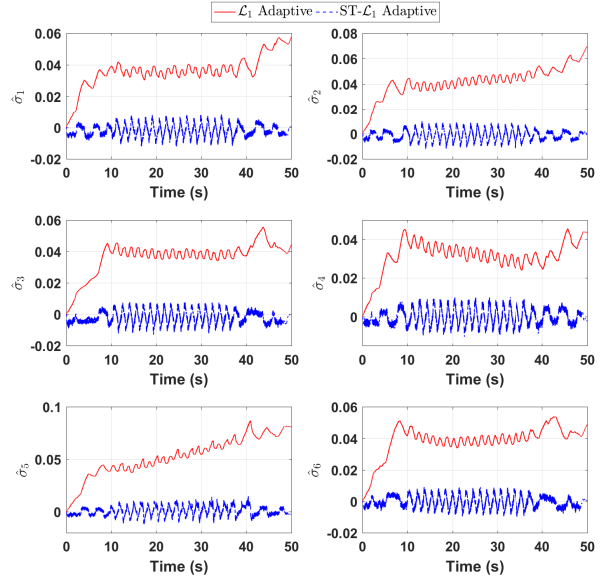 ℒ₁ Adaptive ST-ℒ₁ Adaptive
0.06 0.08
0.04 0.06
0.04
0.02 0.02
0 0
-0.02 -0.02
σ̂₁ σ̂₂
0 10 20 30 40 50 0 10 20 30 40 50
Time (s) Time (s)
0.06
0.04 0.04
0.02 0.02
0 0
-0.02 -0.02
σ̂₃ σ̂₄
0 10 20 30 40 50 0 10 20 30 40 50
Time (s) Time (s)
0.1 0.06
0.04
0.05 0.02
0 0
-0.02
σ̂₅ σ̂₆
0 10 20 30 40 50 0 10 20 30 40 50
Time (s) Time (s)